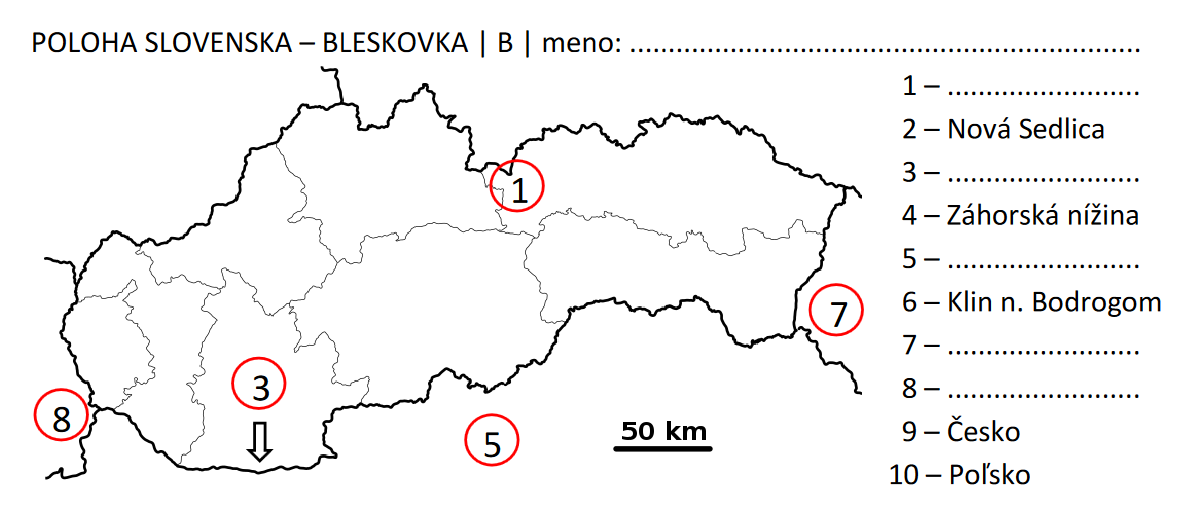 POLOHA SLOVENSKA – BLESKOVKA | B | meno: ..................................................................
1 – .........................
2 – Nová Sedlica
3 – .........................
4 – Záhorská nížina
5 – .........................
6 – Klin n. Bodrogom
7 – .........................
8 – .........................
9 – Česko
10 – Poľsko
1
7
3
8
5
50 km